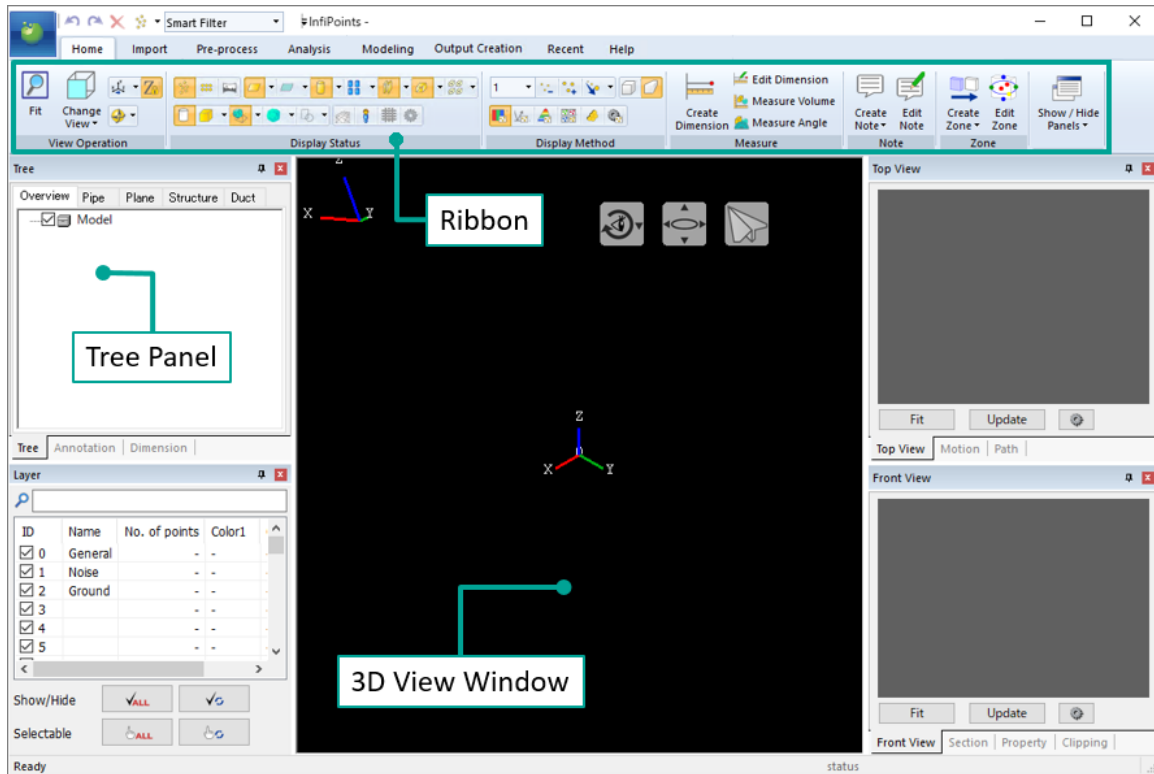 Smart Filter
InfiPoints -
Home Import Pre-process Analysis Modeling Output Creation Recent Help
Fit
Change
View
View Operation
Display Status
1
Display Method
Create
Dimension
Edit Dimension
Measure Volume
Measure Angle
Measure
Create
Note
Edit
Note
Note
Create
Zone
Edit
Zone
Zone
Show / Hide
Panels
Tree
Overview Pipe Plane Structure Duct
Model
Tree Panel
Tree Annotation Dimension
Layer
ID Name No. of points Color1
0 General - -
1 Noise - -
2 Ground - -
3 - -
4 - -
5 - -
Show/Hide ALL
Selectable ALL
Z
X Y
Ribbon
Z
X Y
3D View Window
Top View
Fit Update
Top View Motion Path
Front View
Fit Update
Front View Section Property Clipping
Ready status